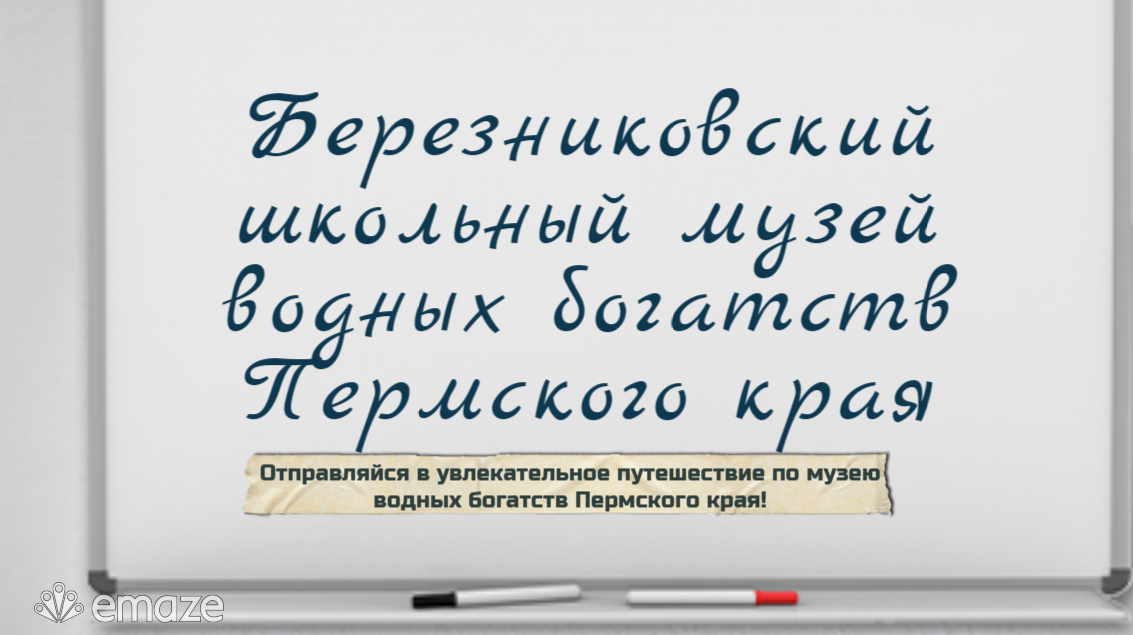 Березниковский
школьный музей
водных богатств
Пермского края
Отправляйся в увлекательное путешествие по музею
водных богатств Пермского края!
emaze